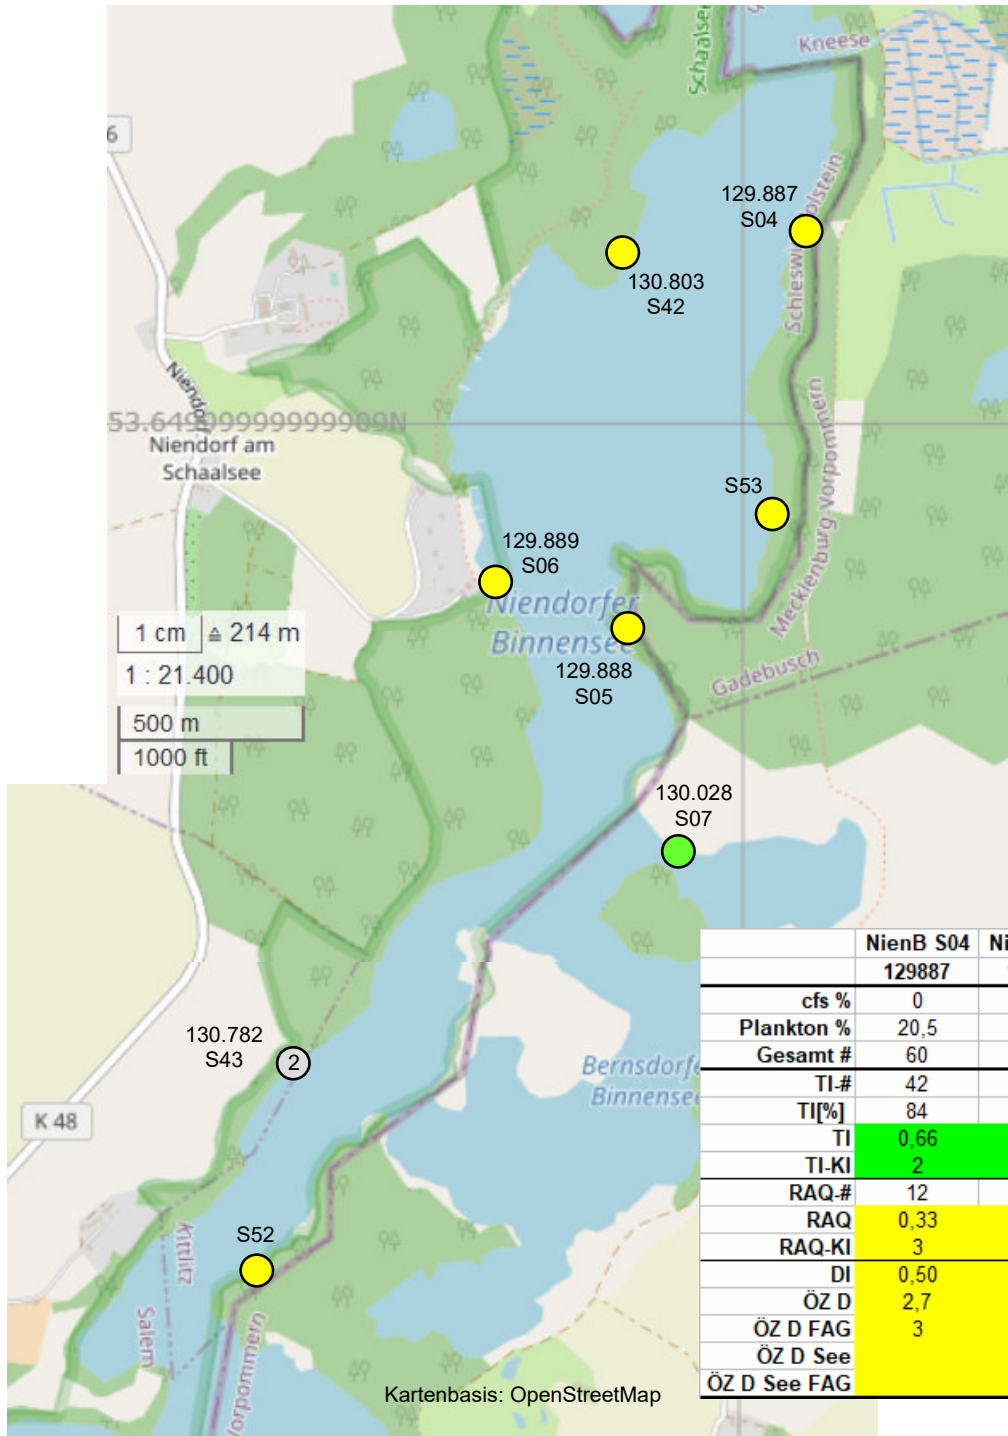 Schaalsee
Kneese
6
129.887
S04
Schleswig-Holstein
130.803
S42
Niendorf
53.64999999999909N
Niendorf am
Schaalsee
Mecklenburg-Vorpommern
S53
129.889
S06
Niendorfer
Binnensee
1 cm ≙ 214 m
1 : 21.400
500 m
1000 ft
129.888
S05
Gadebusch
130.028
S07
130.782
S43
2
K 48
Bernsdorfe
Binnensee
S52
Kittlitz
Salem
Vorpommern
Kartenbasis: OpenStreetMap
NienB S04 Ni
129887
cfs % 0
Plankton % 20,5
Gesamt # 60
TI-# 42
TI[%] 84
TI 0,66
TI-KI 2
RAQ-# 12
RAQ 0,33
RAQ-KI 3
DI 0,50
ÖZ D 2,7
ÖZ D FAG 3
ÖZ D See
ÖZ D See FAG